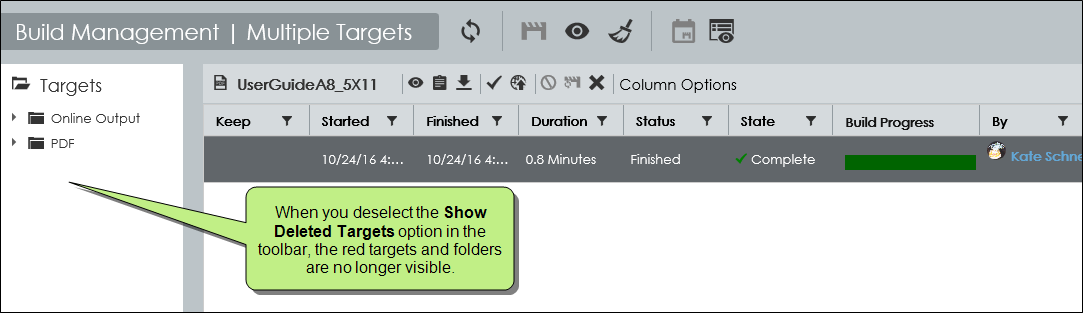 Build Management | Multiple Targets
Targets
Online Output
PDF
UserGuideA8_5X11
Column Options
Keep Started Finished Duration Status State Build Progress By
10/24/16 4:... 10/24/16 4:... 0.8 Minutes Finished Complete Kate Schne
When you deselect the Show
Deleted Targets option in the
toolbar, the red targets and folders
are no longer visible.